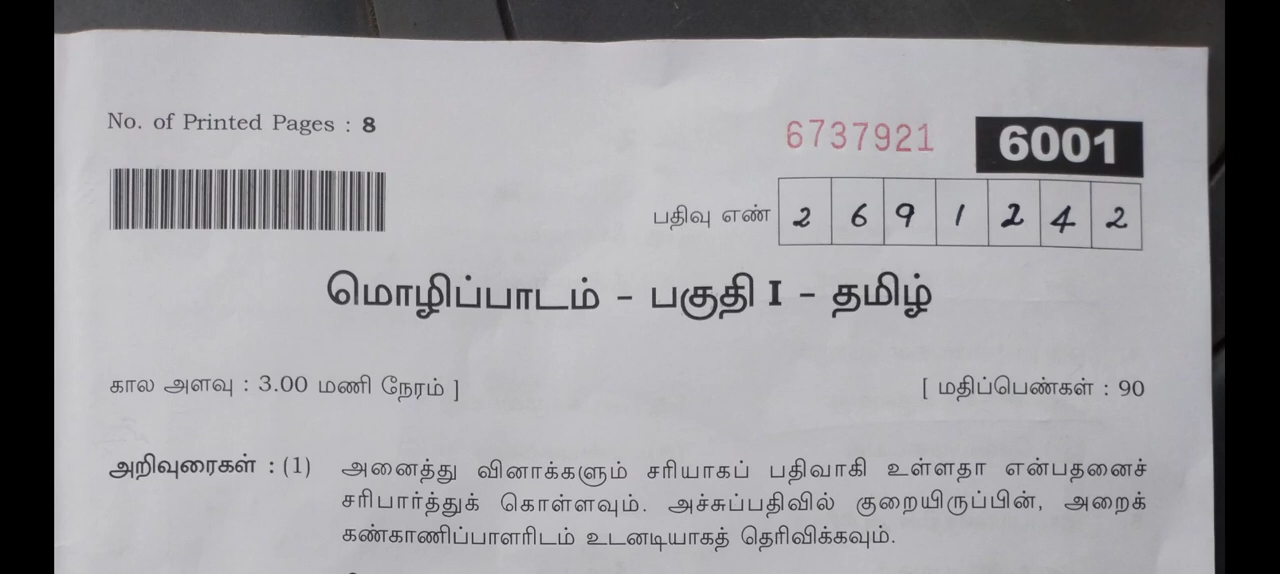 No. of Printed Pages : 8
6737921 6001
பதிவு எண் 2 6 9 1 2 4 2
மொழிப்பாடம் – பகுதி I – தமிழ்
கால அளவு : 3.00 மணி நேரம் ] [ மதிப்பெண்கள் : 90
அறிவுரைகள் : (1) அனைத்து வினாக்களும் சரியாகப் பதிவாகி உள்ளதா என்பதனைச்
சரிபார்த்துக் கொள்ளவும். அச்சுப்பதிவில் குறையிருப்பின், அறைக்
கண்காணிப்பாளரிடம் உடனடியாகத் தெரிவிக்கவும்.